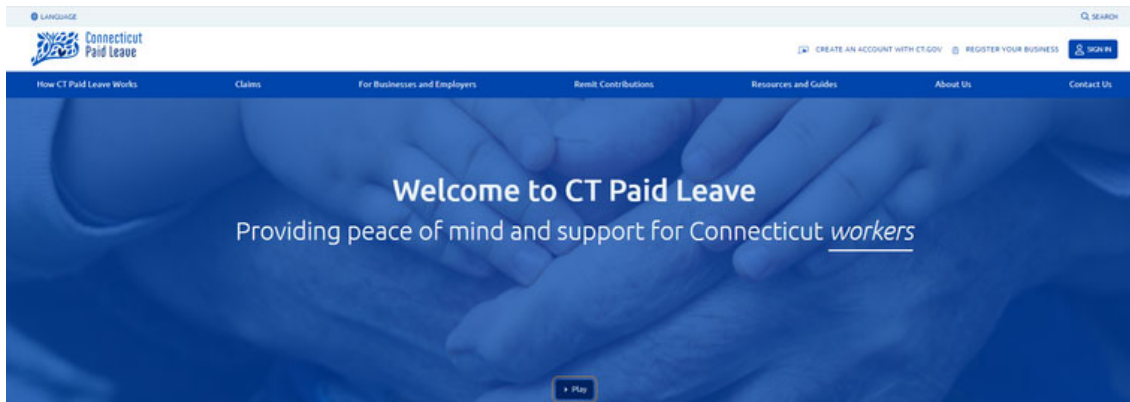 LANGUAGE
SEARCH
Connecticut
Paid Leave
CREATE AN ACCOUNT WITH CT.GOV
REGISTER YOUR BUSINESS
SIGN IN
How CT Paid Leave Works
Claims
For Businesses and Employers
Remit Contributions
Resources and Guides
About Us
Contact Us
Welcome to CT Paid Leave
Providing peace of mind and support for Connecticut workers
Play